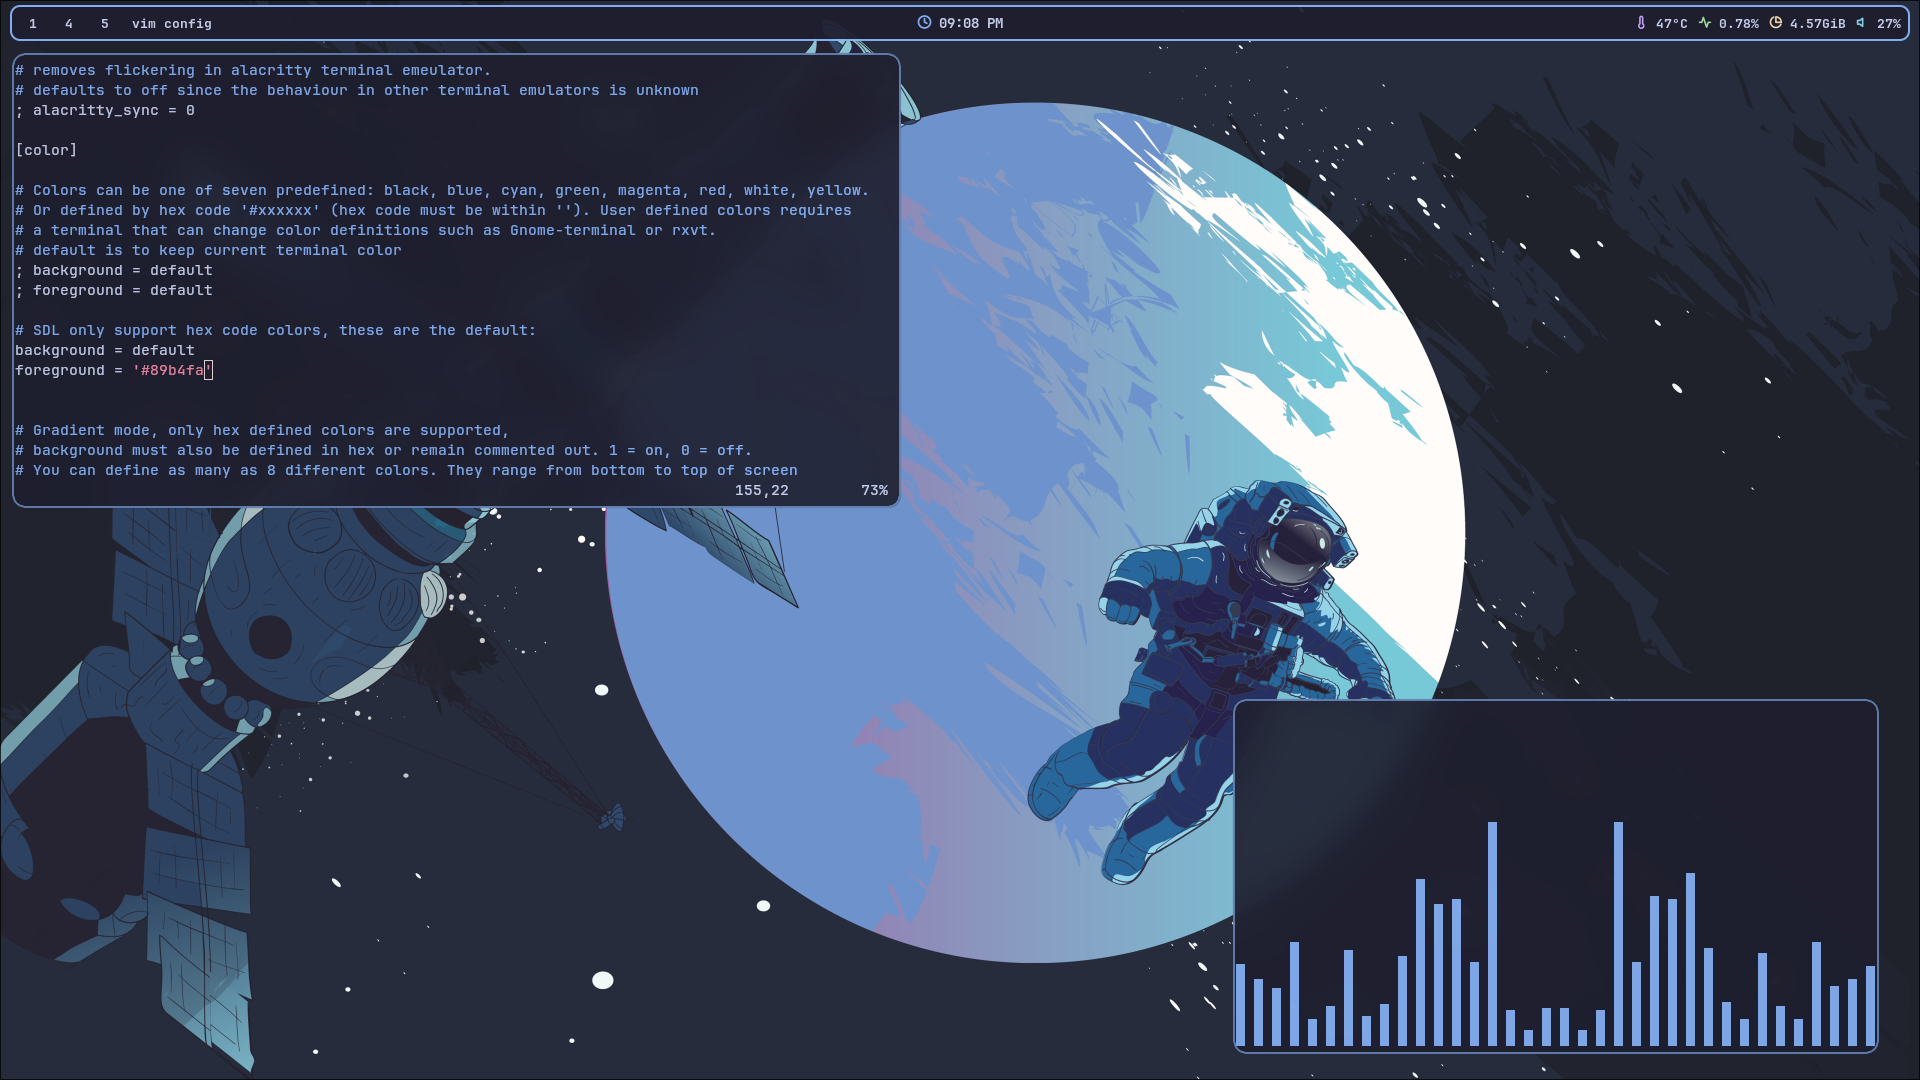 1 4 5 vim config 09:08 PM 47°C 0.78% 4.57GiB 27%
# removes flickering in alacritty terminal emeulator.
# defaults to off since the behaviour in other terminal emulators is unknown
; alacritty_sync = 0
[color]
# Colors can be one of seven predefined: black, blue, cyan, green, magenta, red, white, yellow.
# Or defined by hex code '#xxxxxx' (hex code must be within ''). User defined colors requires
# a terminal that can change color definitions such as Gnome-terminal or rxvt.
# default is to keep current terminal color
; background = default
; foreground = default
# SDL only support hex code colors, these are the default:
background = default
foreground = '#89b4fa'
# Gradient mode, only hex defined colors are supported,
# background must also be defined in hex or remain commented out. 1 = on, 0 = off.
# You can define as many as 8 different colors. They range from bottom to top of screen
155,22 73%